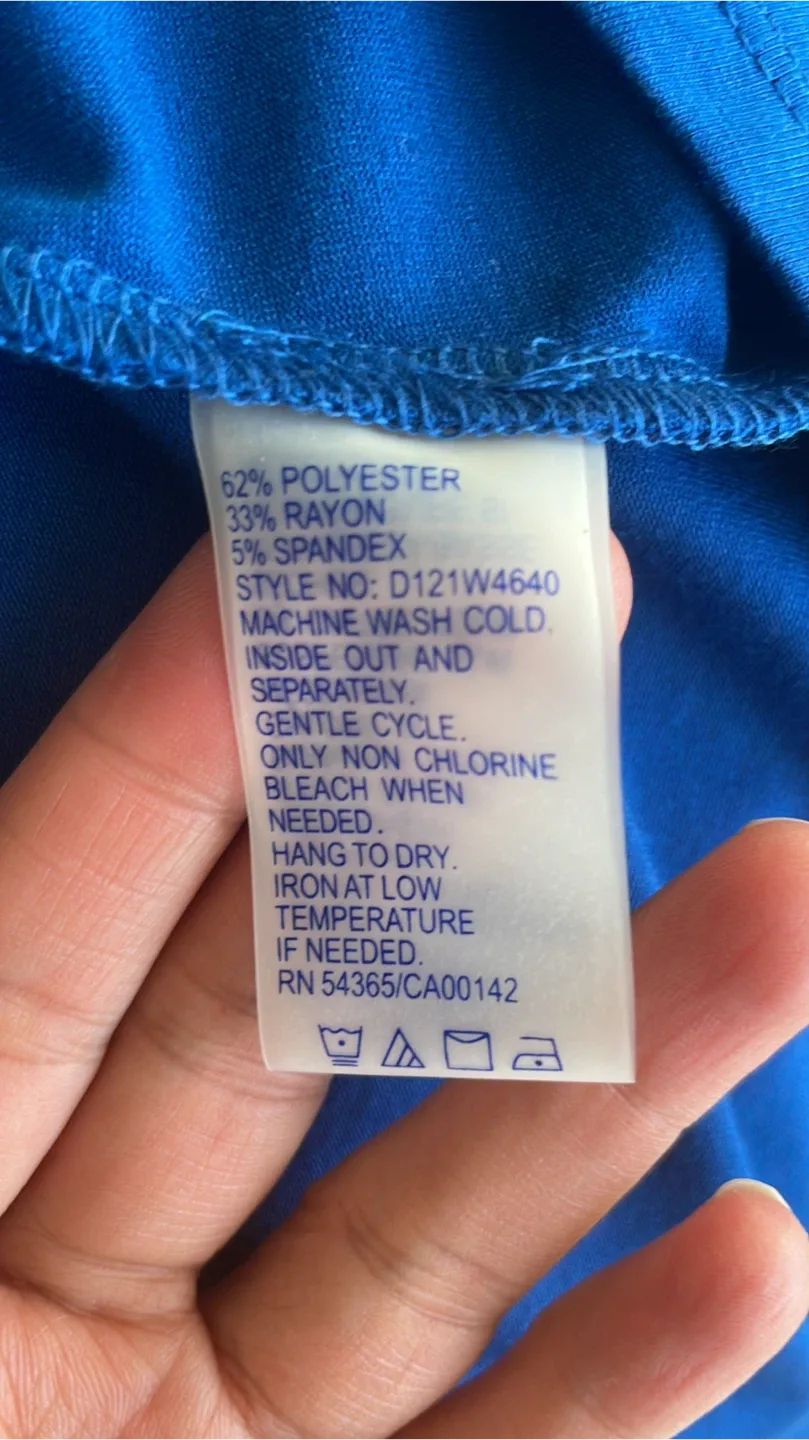 62% POLYESTER
33% RAYON
5% SPANDEX
STYLE NO: D121W4640
MACHINE WASH COLD.
INSIDE OUT AND
SEPARATELY.
GENTLE CYCLE.
ONLY NON CHLORINE
BLEACH WHEN
NEEDED.
HANG TO DRY.
IRON AT LOW
TEMPERATURE
IF NEEDED.
RN 54365/CA00142